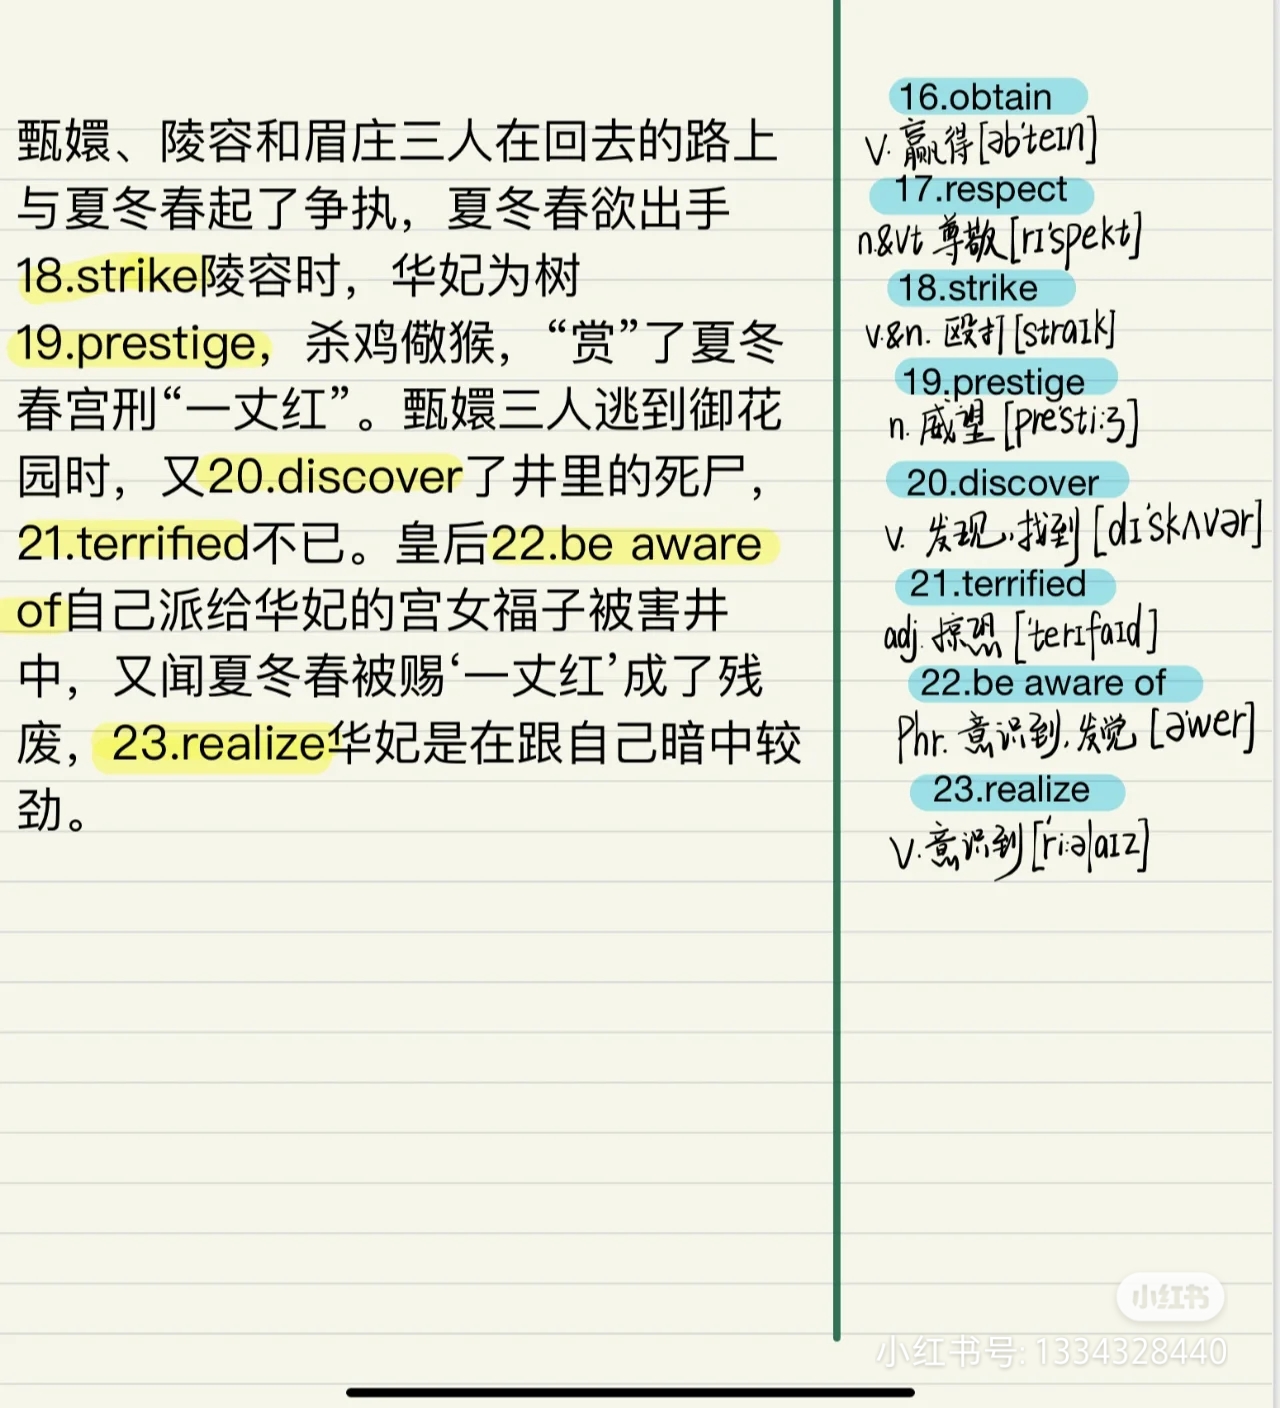 甄嬛、陵容和眉庄三人在回去的路上
与夏冬春起了争执，夏冬春欲出手
18.strike陵容时，华妃为树
19.prestige，杀鸡儆猴，“赏”了夏冬
春宫刑“一丈红”。甄嬛三人逃到御花
园时，又20.discover了井里的死尸，
21.terrified不已。皇后22.be aware
of自己派给华妃的宫女福子被害井
中，又闻夏冬春被赐‘一丈红’成了残
废，23.realize华妃是在跟自己暗中较
劲。
16.obtain
v. 赢得[əb'teɪn]
17.respect
n.&vt 尊敬[rɪ'spekt]
18.strike
v.&n. 殴打[straɪk]
19.prestige
n. 威望[pre'sti:ʒ]
20.discover
v. 发现,找到[dɪ'skʌvər]
21.terrified
adj. 惊恐['terɪfaɪd]
22.be aware of
Phr. 意识到,发觉[ə'wer]
23.realize
V. 意识到['ri:əlaɪz]
小红书
小红书号: 1334328440